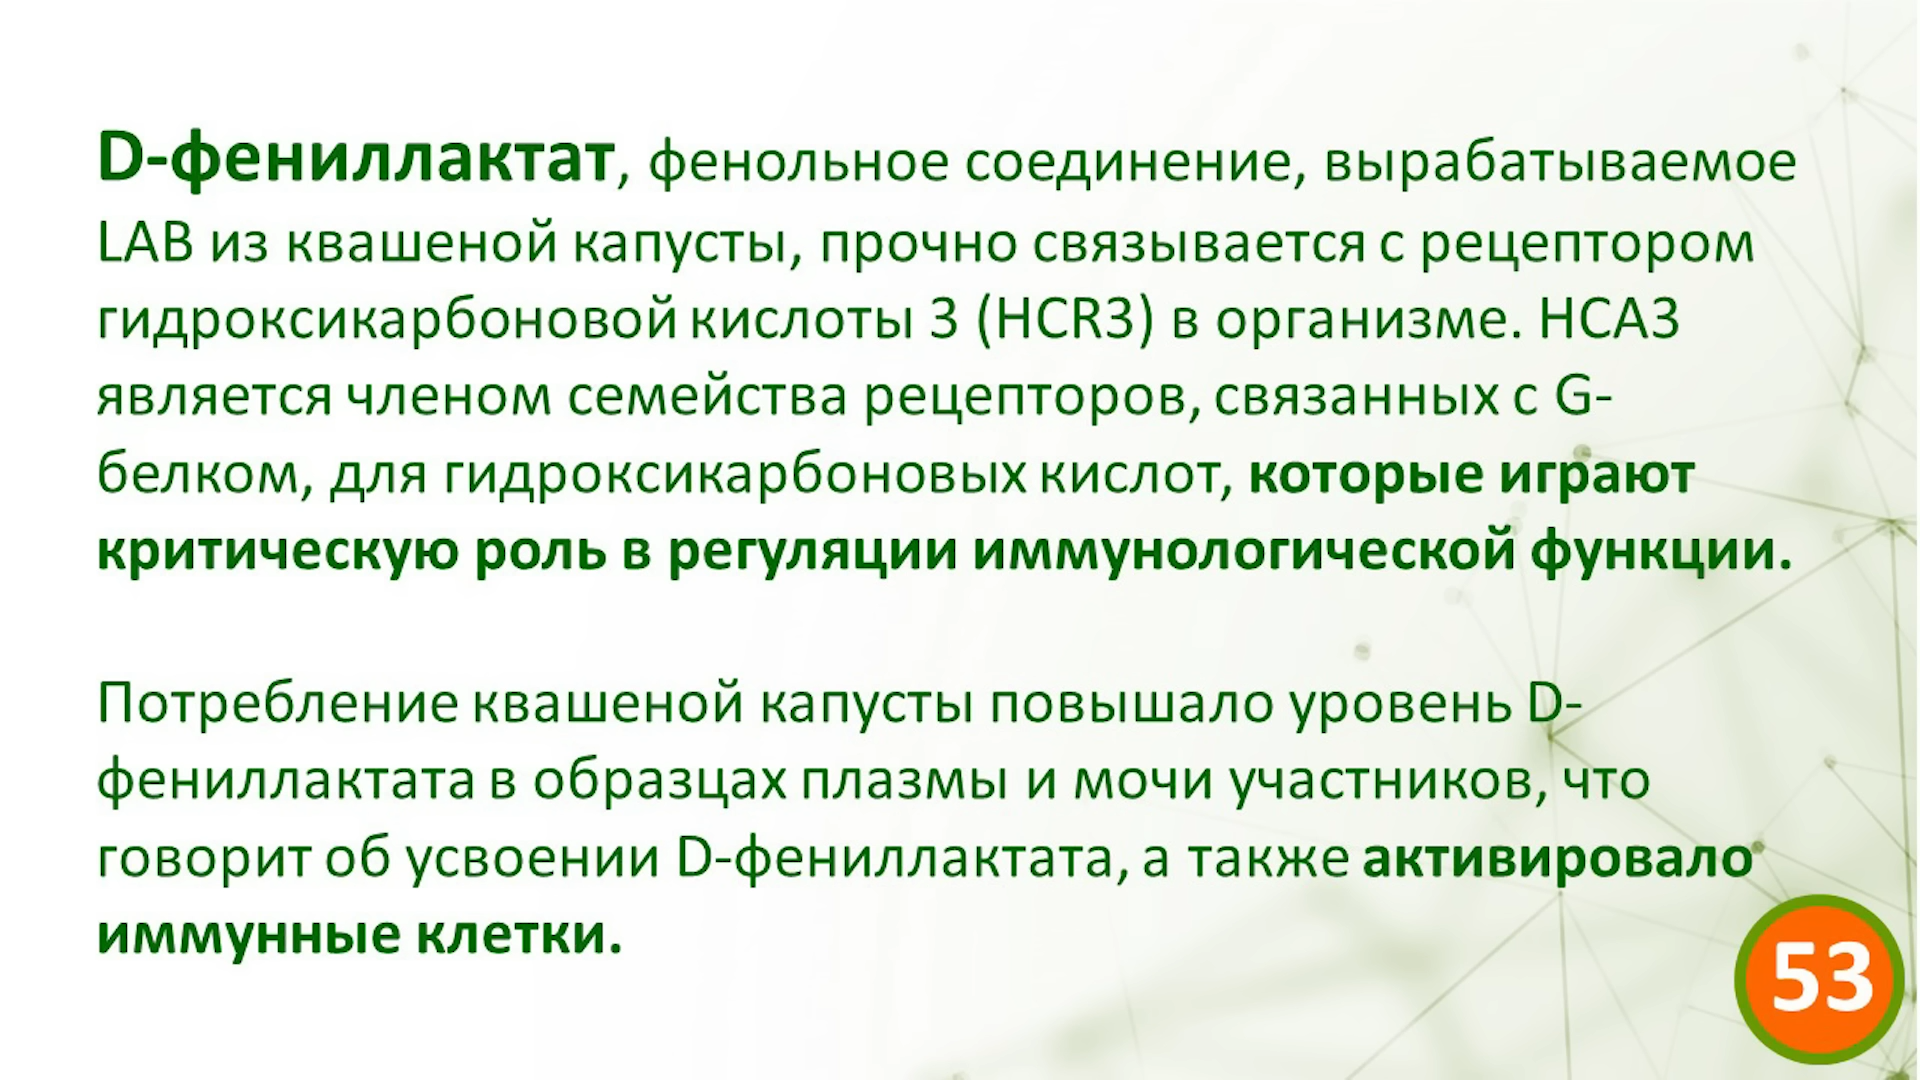 D-фениллактат, фенольное соединение, вырабатываемое
LAB из квашеной капусты, прочно связывается с рецептором
гидроксикарбоновой кислоты 3 (HCR3) в организме. HCA3
является членом семейства рецепторов, связанных с G-
белком, для гидроксикарбоновых кислот, которые играют
критическую роль в регуляции иммунологической функции.
Потребление квашеной капусты повышало уровень D-
фениллактата в образцах плазмы и мочи участников, что
говорит об усвоении D-фениллактата, а также активировало
иммунные клетки.
53